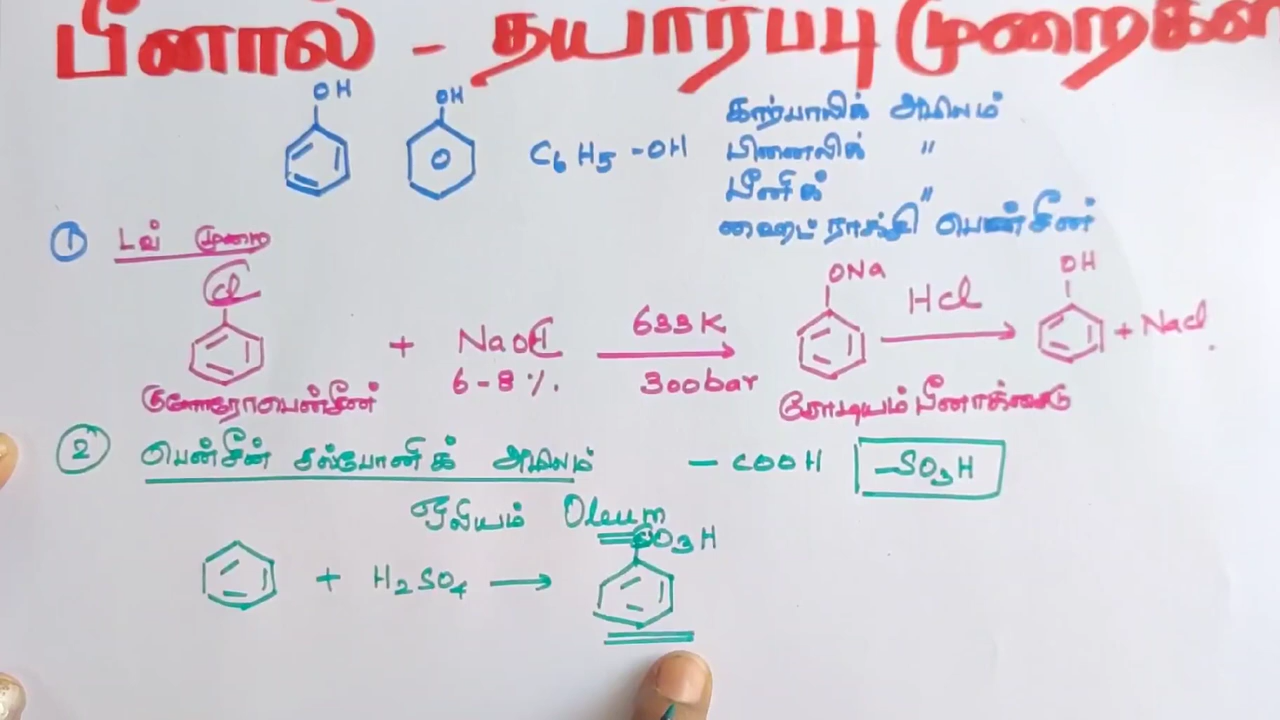 பீனால் - தயார்ப்பு முறைகள்
OH OH கார்பாலிக் அமிலம்
C6H5-OH பினைலிக் "
பீனிக் "
ஹைட்ராக்ஸி பென்சீன்
1 டவ் முறை
Cl + NaOH 633K ONa HCl OH + NaCl
6-8% 300bar
குளோரோபென்சீன் சோடியம் பீனாக்சைடு
2 பென்சீன் சல்போனிக் அமிலம் - COOH -SO3H
ஒலியம் Oleum
+ H2SO4 SO3H